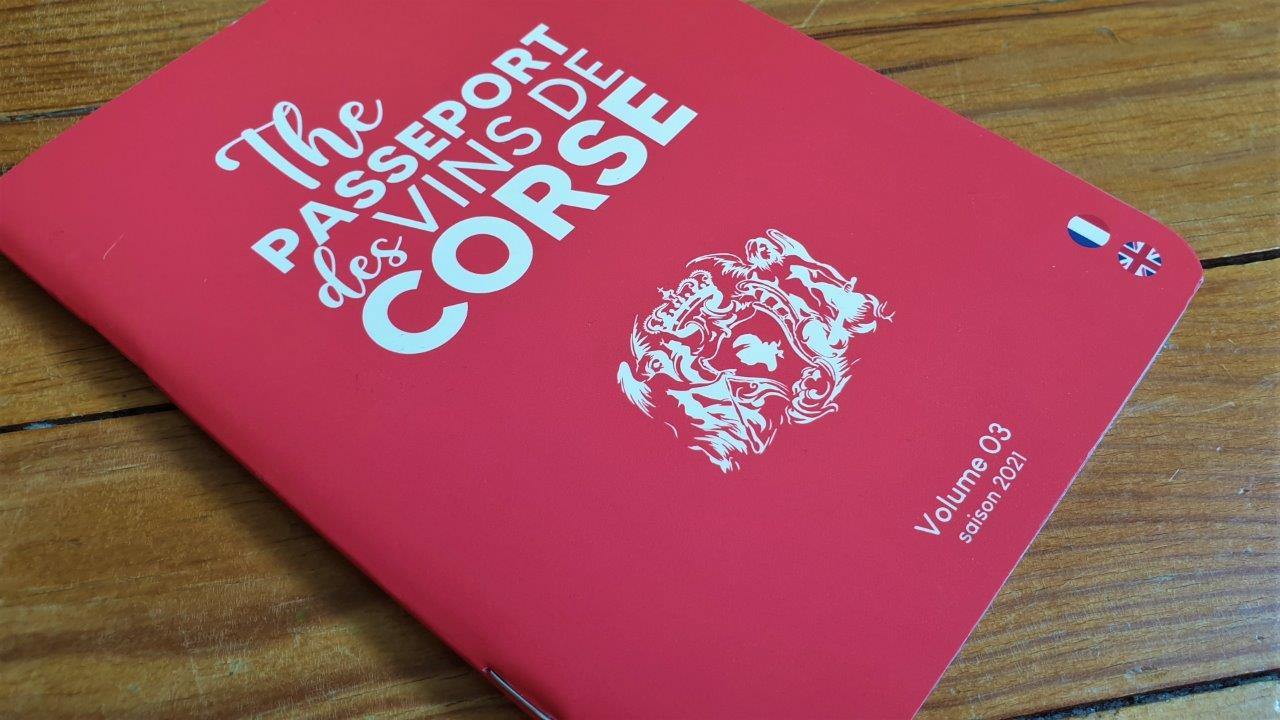 The
PASSEPORT
des VINS DE
CORSE
Volume 03
saison 2021